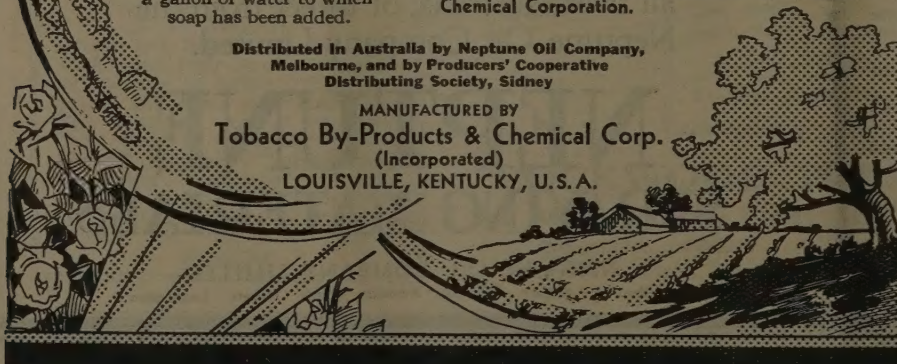 a gallon of water to which
soap has been added.
Chemical Corporation.
Distributed In Australia by Neptune Oil Company,
Melbourne, and by Producers' Cooperative
Distributing Society, Sidney
MANUFACTURED BY
Tobacco By-Products & Chemical Corp.
(Incorporated)
LOUISVILLE, KENTUCKY, U.S.A.